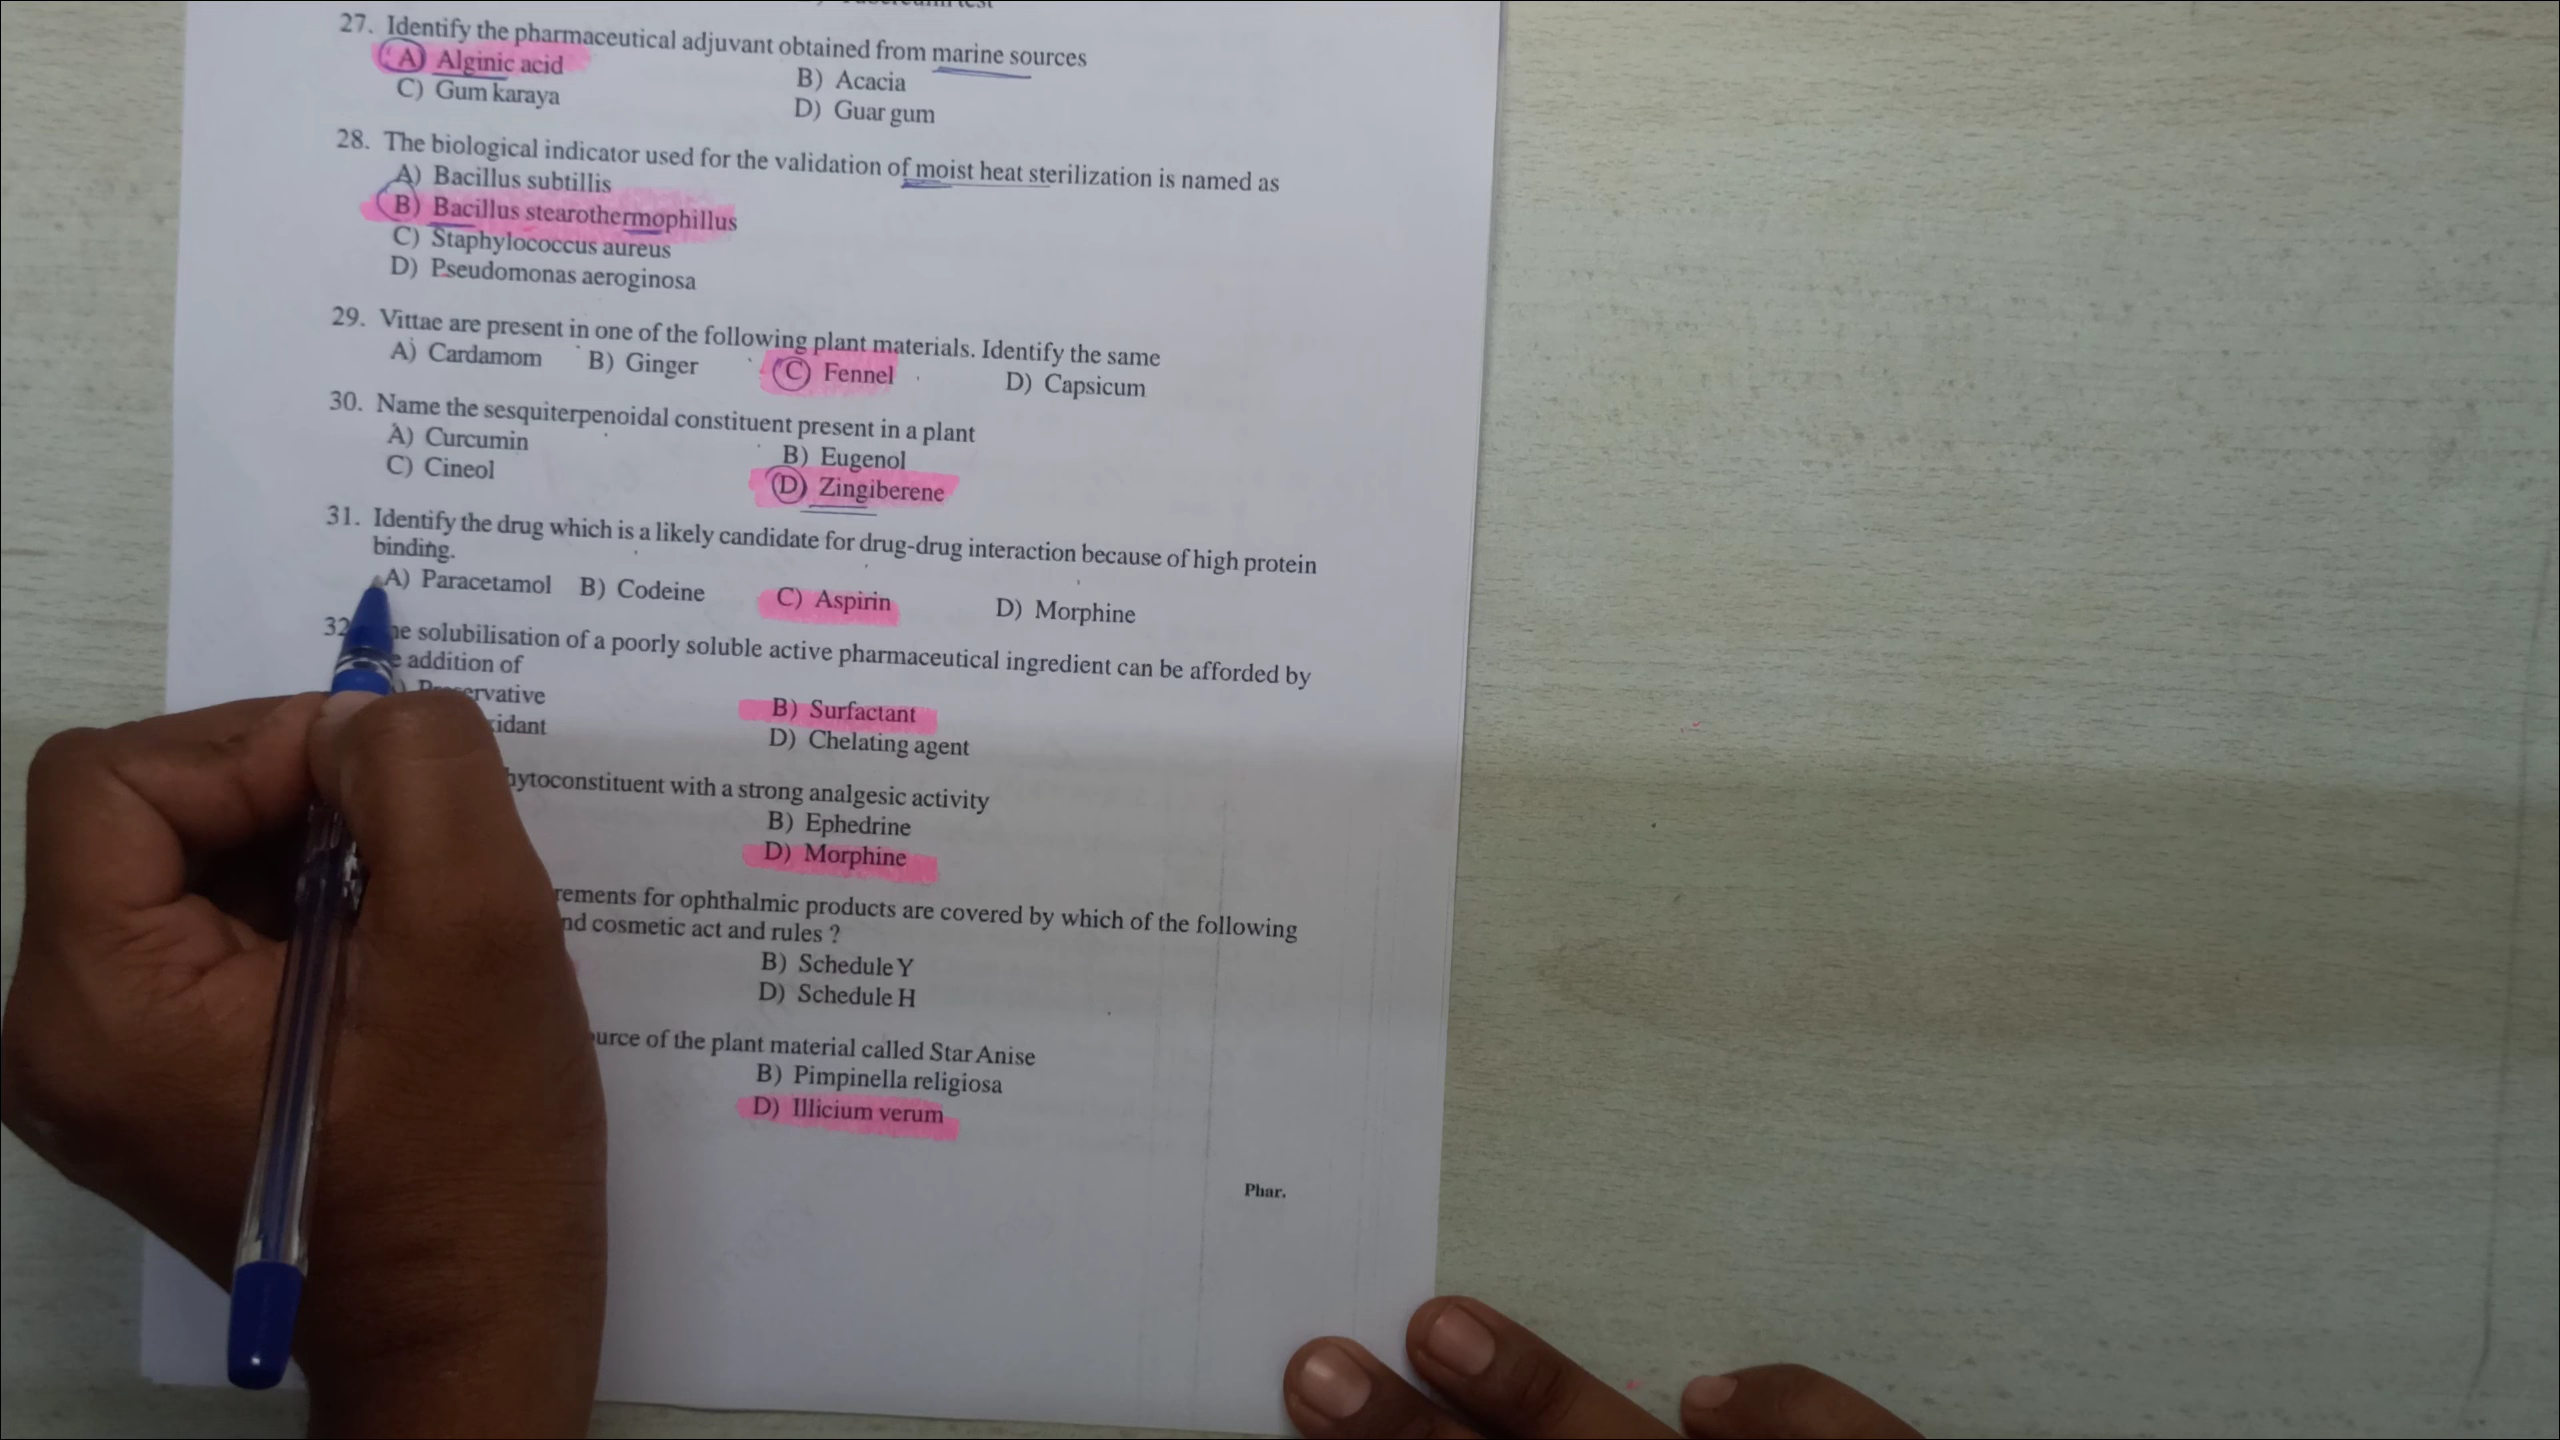 27. Identify the pharmaceutical adjuvant obtained from marine sources
A) Alginic acid B) Acacia
C) Gum karaya D) Guar gum
28. The biological indicator used for the validation of moist heat sterilization is named as
A) Bacillus subtillis
B) Bacillus stearothermophillus
C) Staphylococcus aureus
D) Pseudomonas aeroginosa
29. Vittae are present in one of the following plant materials. Identify the same
A) Cardamom B) Ginger C) Fennel D) Capsicum
30. Name the sesquiterpenoidal constituent present in a plant
A) Curcumin B) Eugenol
C) Cineol D) Zingiberene
31. Identify the drug which is a likely candidate for drug-drug interaction because of high protein
binding.
A) Paracetamol B) Codeine C) Aspirin D) Morphine
32 solubilisation of a poorly soluble active pharmaceutical ingredient can be afforded by
addition of
B) Surfactant
D) Chelating agent
with a strong analgesic activity
B) Ephedrine
D) Morphine
for ophthalmic products are covered by which of the following
cosmetic act and rules ?
B) Schedule Y
D) Schedule H
of the plant material called Star Anise
B) Pimpinella religiosa
D) Illicium verum
Phar.